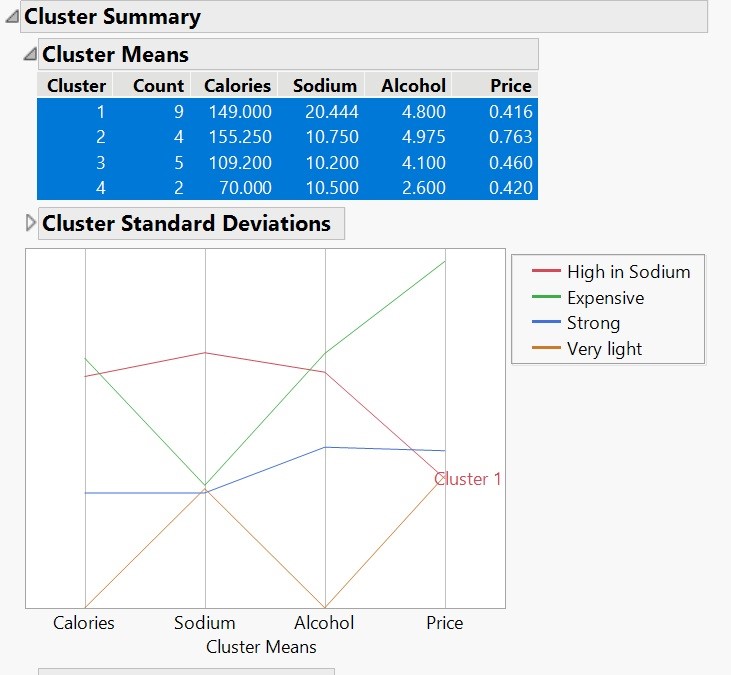 Cluster Summary
Cluster Means
Cluster Count Calories Sodium Alcohol Price
1 9 149.000 20.444 4.800 0.416
2 4 155.250 10.750 4.975 0.763
3 5 109.200 10.200 4.100 0.460
4 2 70.000 10.500 2.600 0.420
Cluster Standard Deviations
High in Sodium
Expensive
Strong
Very light
Cluster 1
Calories Sodium Alcohol Price
Cluster Means